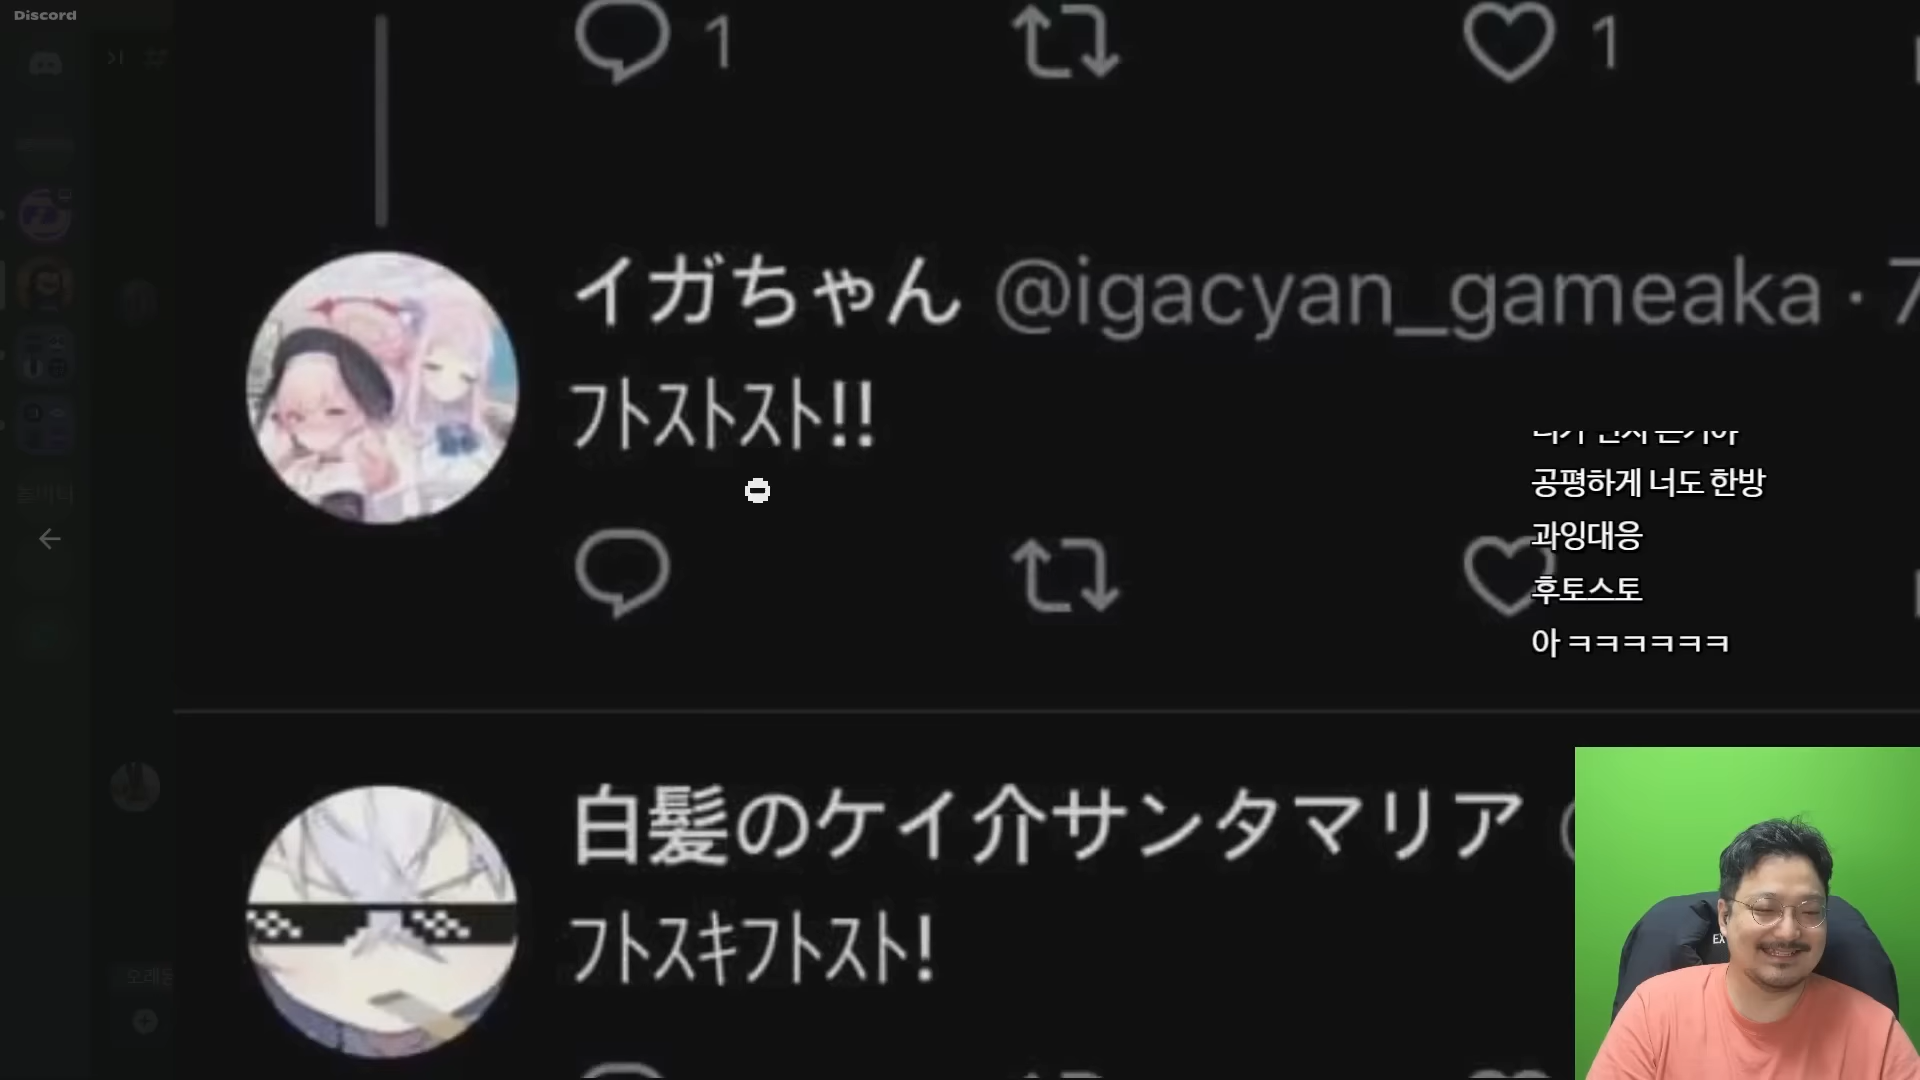 Discord
1
1
イガちゃん @igacyan_gameaka · 7
ﾌﾄｽﾄｽﾄ!!
공평하게 너도 한방
과잉대응
후토스토
아 ㅋㅋㅋㅋㅋㅋ
白髪のケイ介サンタマリア
ﾌﾄｽｷﾌﾄｽﾄ!
EX